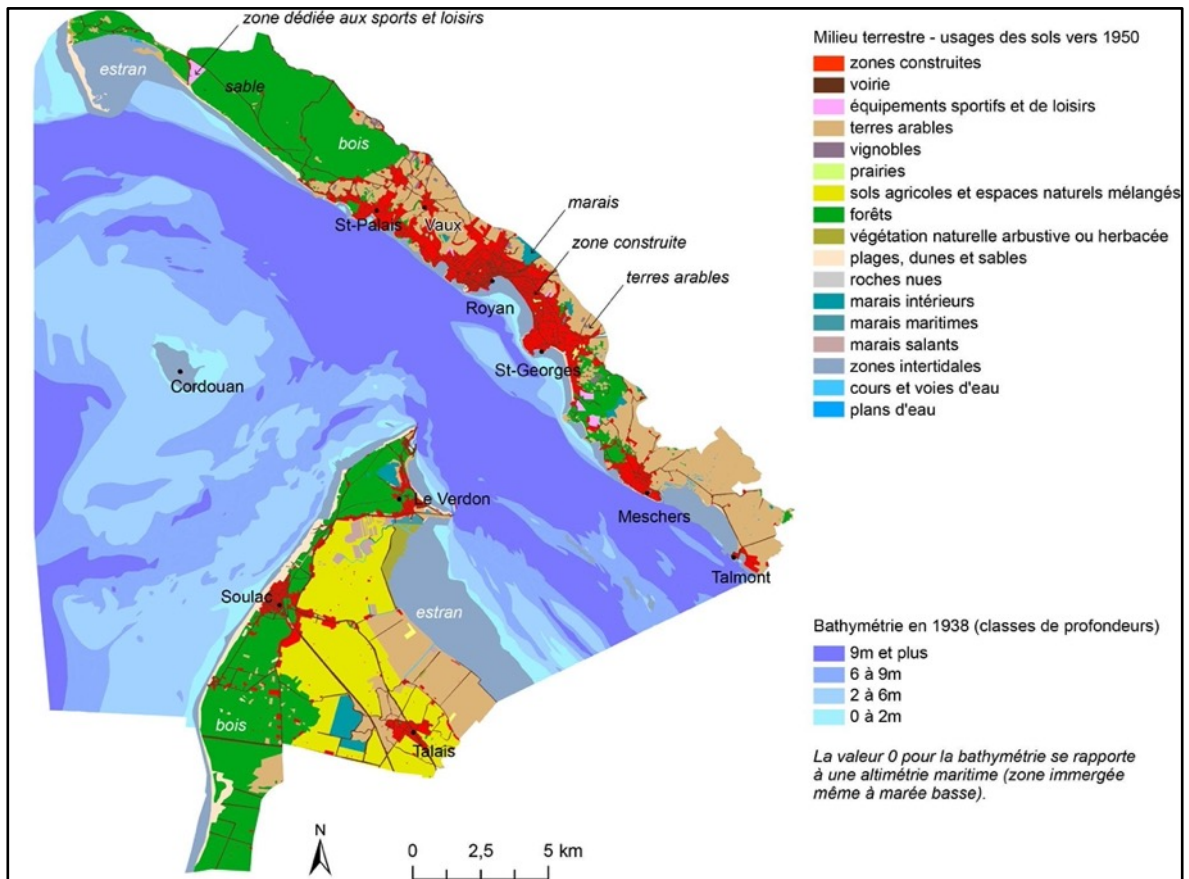 zone dédiée aux sports et loisirs
estran
sable
bois
St-Palais
Vaux
marais
zone construite
terres arables
Royan
St-Georges
Cordouan
Le Verdon
Meschers
Talmont
Soulac
estran
bois
Talais
N
0 2,5 5 km
Milieu terrestre - usages des sols vers 1950
zones construites
voirie
équipements sportifs et de loisirs
terres arables
vignobles
prairies
sols agricoles et espaces naturels mélangés
forêts
végétation naturelle arbustive ou herbacée
plages, dunes et sables
roches nues
marais intérieurs
marais maritimes
marais salants
zones intertidales
cours et voies d'eau
plans d'eau
Bathymétrie en 1938 (classes de profondeurs)
9m et plus
6 à 9m
2 à 6m
0 à 2m
La valeur 0 pour la bathymétrie se rapporte
à une altimétrie maritime (zone immergée
même à marée basse).